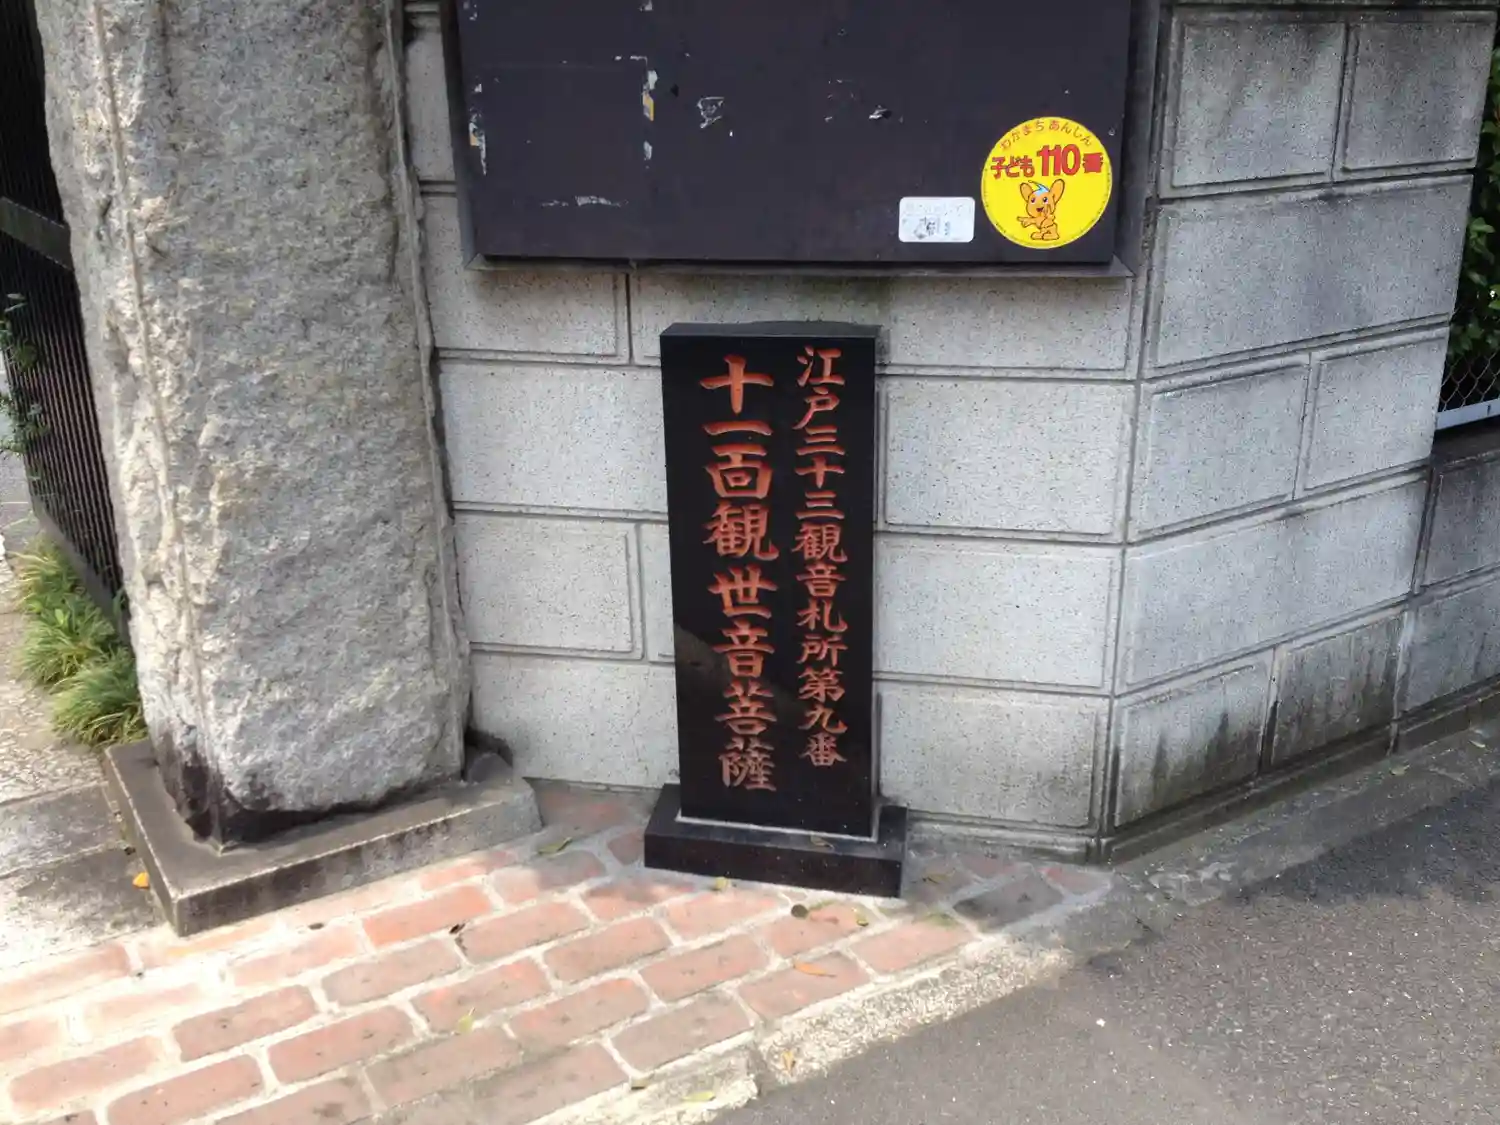 わがまち あんしん
子ども110番
江戸三十三観音札所第九番
十一面観世音菩薩